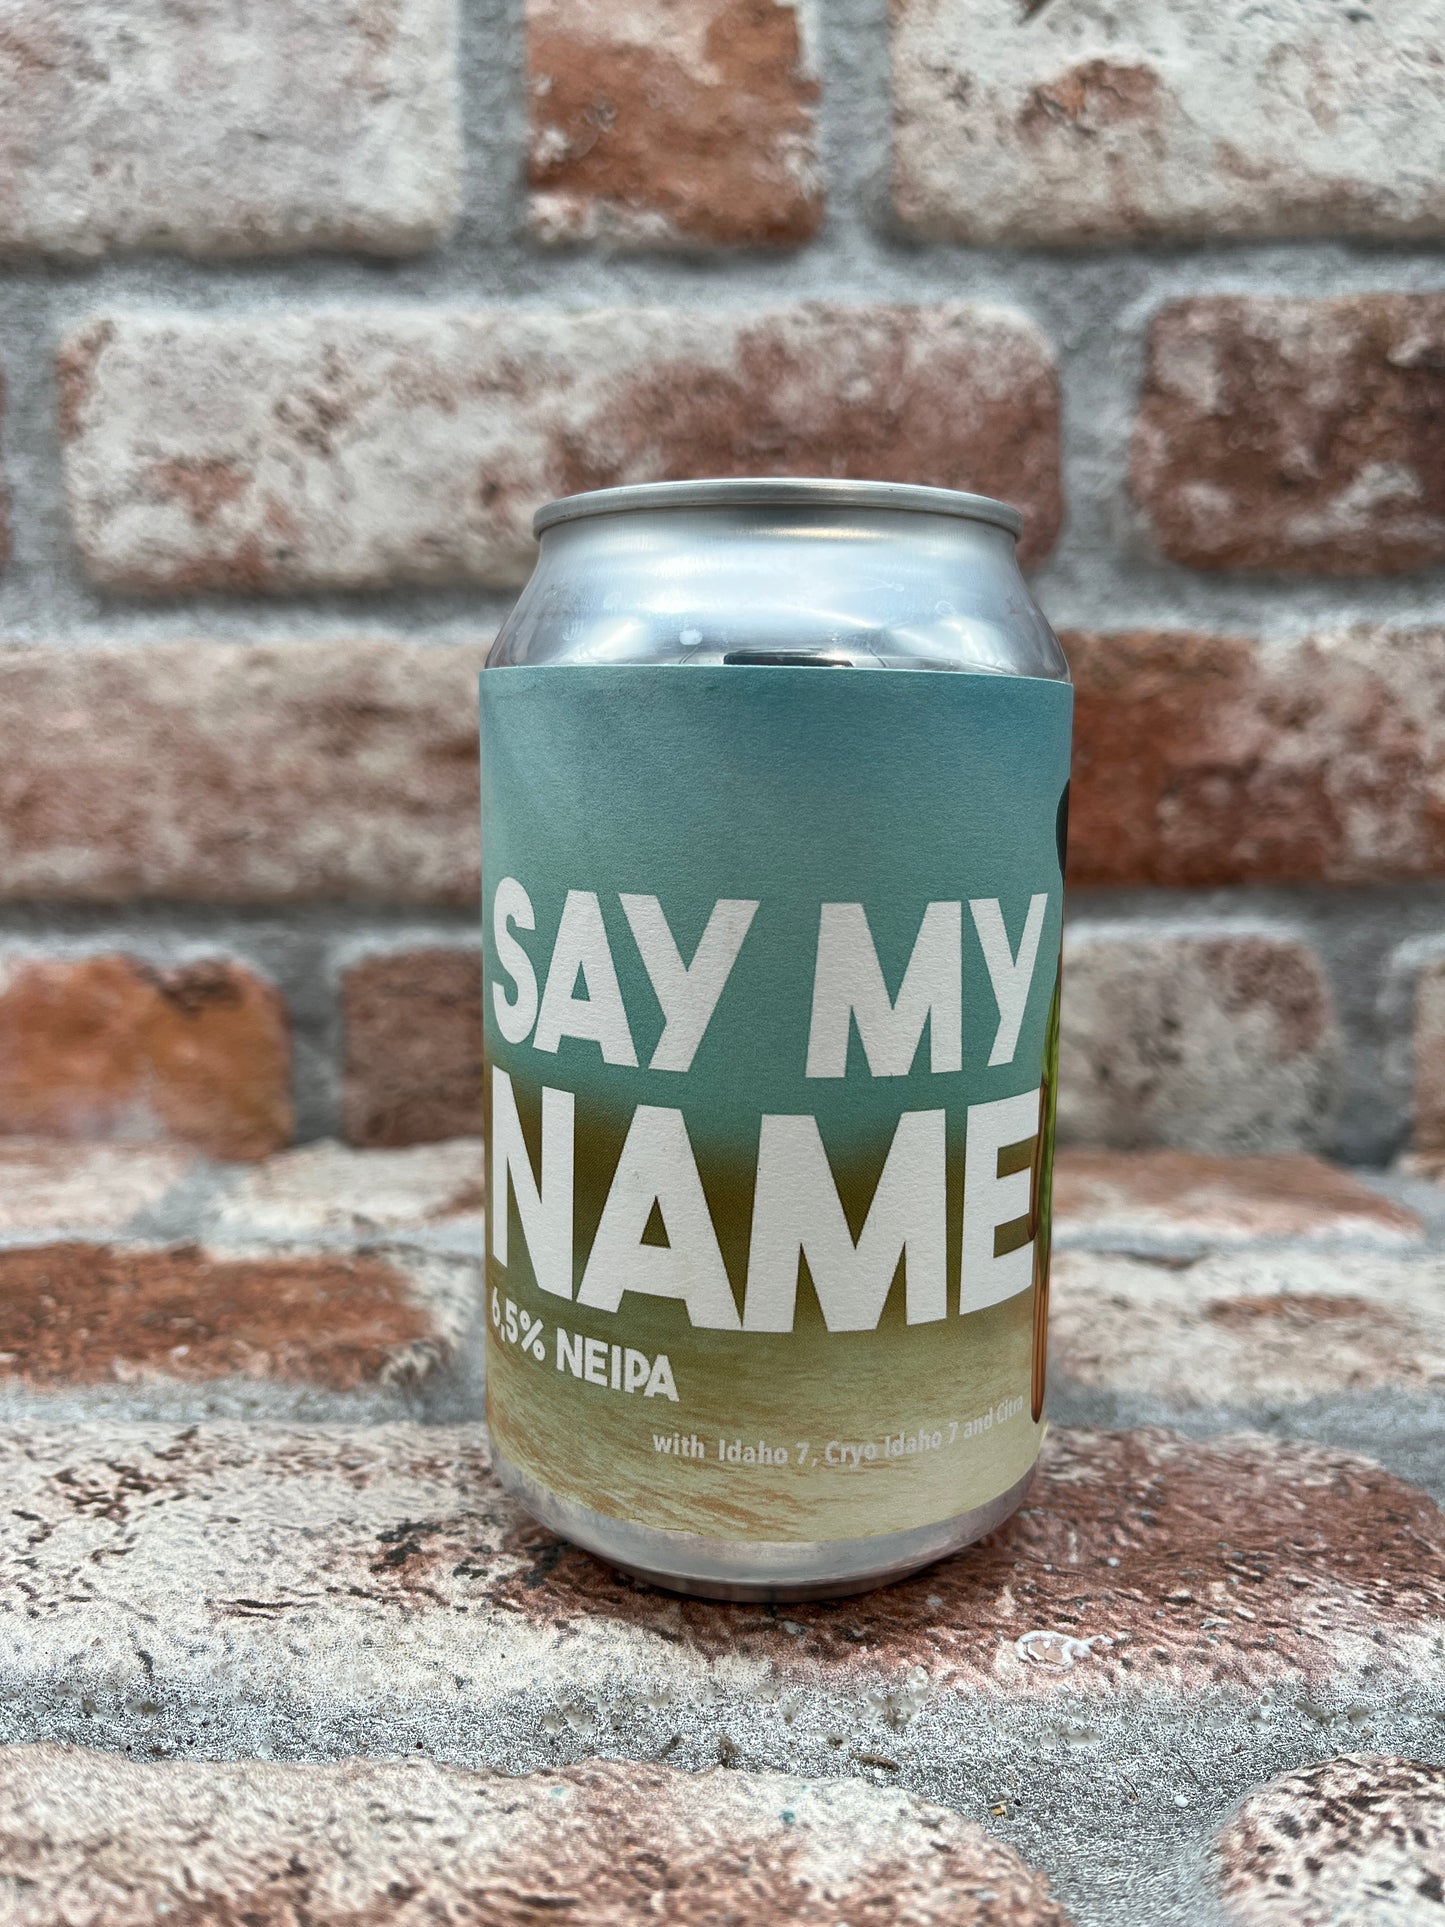 SAY MY
NAME
6,5% NEIPA
with Idaho 7, Cryo Idaho 7 and Citra